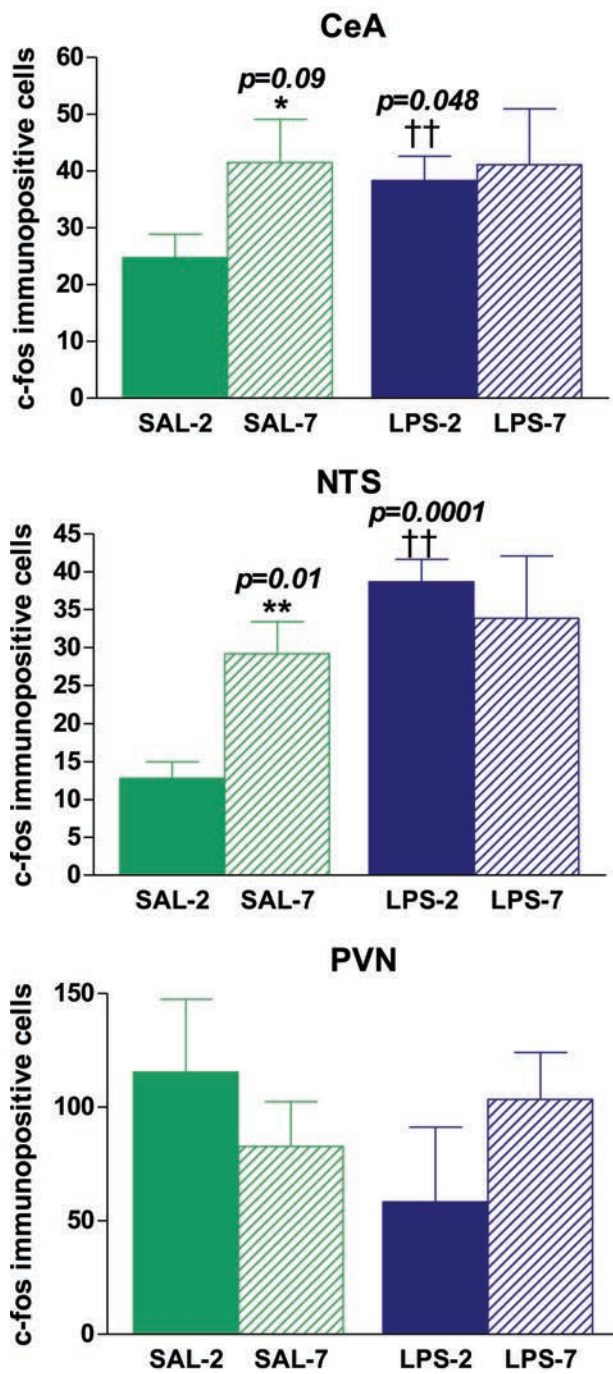 CeA
c-fos immunopositive cells
60
50
40
30
20
10
0
p=0.09
*
p=0.048
††
SAL-2 SAL-7 LPS-2 LPS-7
NTS
c-fos immunopositive cells
45
40
35
30
25
20
15
10
5
0
p=0.01
**
p=0.0001
††
SAL-2 SAL-7 LPS-2 LPS-7
PVN
c-fos immunopositive cells
150
100
50
0
SAL-2 SAL-7 LPS-2 LPS-7